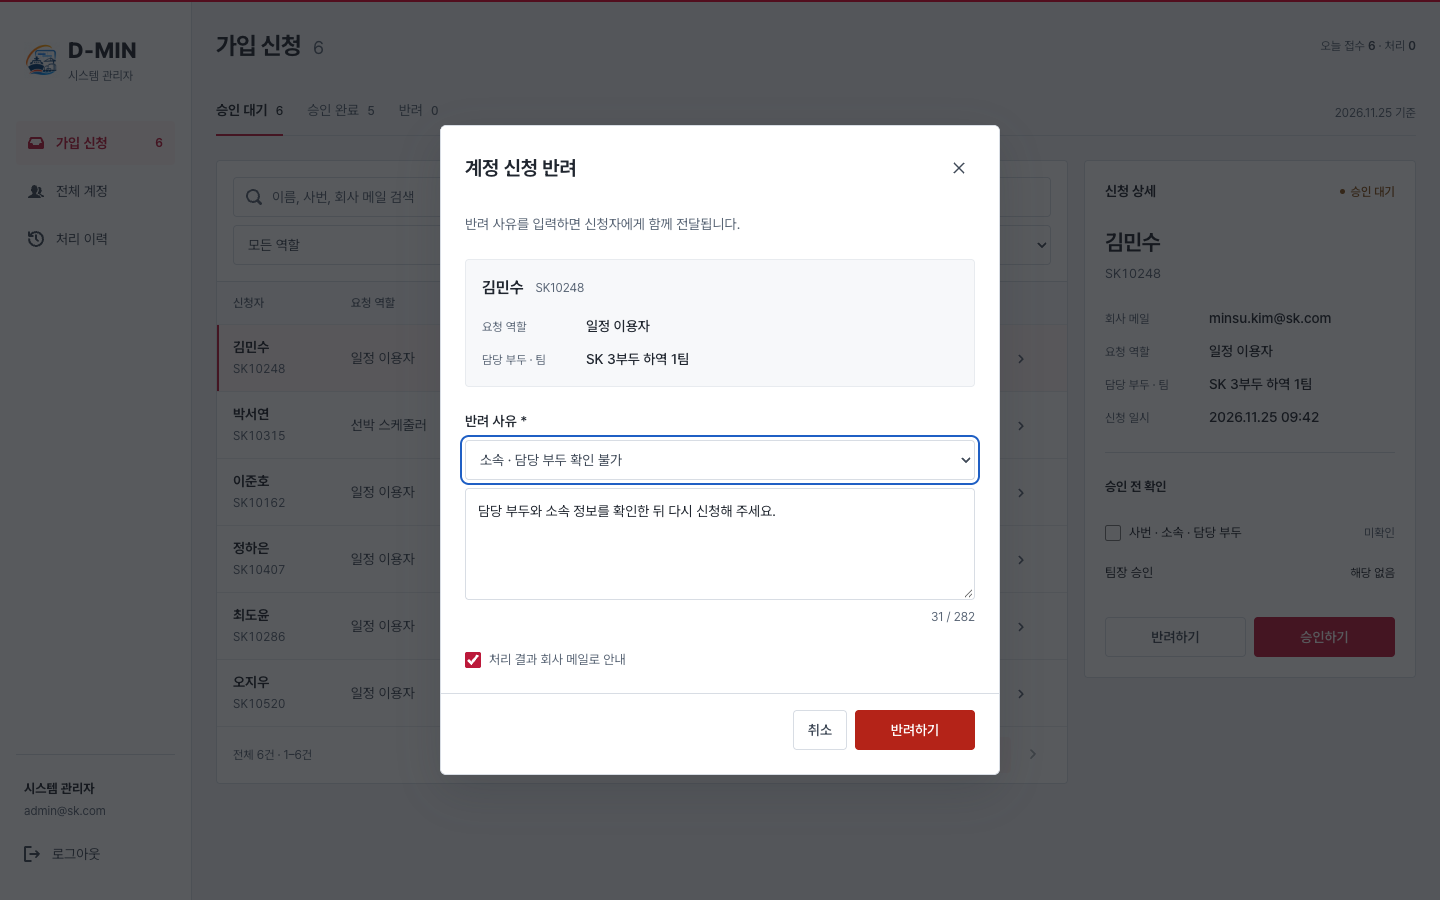 D-MIN
시스템 관리자
가입 신청 6
전체 계정
처리 이력
시스템 관리자
admin@sk.com
로그아웃
가입 신청 6
오늘 접수 6 · 처리 0
승인 대기 6 승인 완료 5 반려 0
2026.11.25 기준
이름, 사번, 회사 메일 검색
모든 역할
신청자 요청 역할
김민수
SK10248
일정 이용자
박서연
SK10315
선박 스케줄러
이준호
SK10162
일정 이용자
정하은
SK10407
일정 이용자
최도윤
SK10286
일정 이용자
오지우
SK10520
일정 이용자
전체 6건 · 1–6건
계정 신청 반려
반려 사유를 입력하면 신청자에게 함께 전달됩니다.
김민수 SK10248
요청 역할 일정 이용자
담당 부두 · 팀 SK 3부두 하역 1팀
반려 사유 *
소속 · 담당 부두 확인 불가
담당 부두와 소속 정보를 확인한 뒤 다시 신청해 주세요.
31 / 282
처리 결과 회사 메일로 안내
취소 반려하기
신청 상세 • 승인 대기
김민수
SK10248
회사 메일 minsu.kim@sk.com
요청 역할 일정 이용자
담당 부두 · 팀 SK 3부두 하역 1팀
신청 일시 2026.11.25 09:42
승인 전 확인
사번 · 소속 · 담당 부두 미확인
팀장 승인 해당 없음
반려하기 승인하기